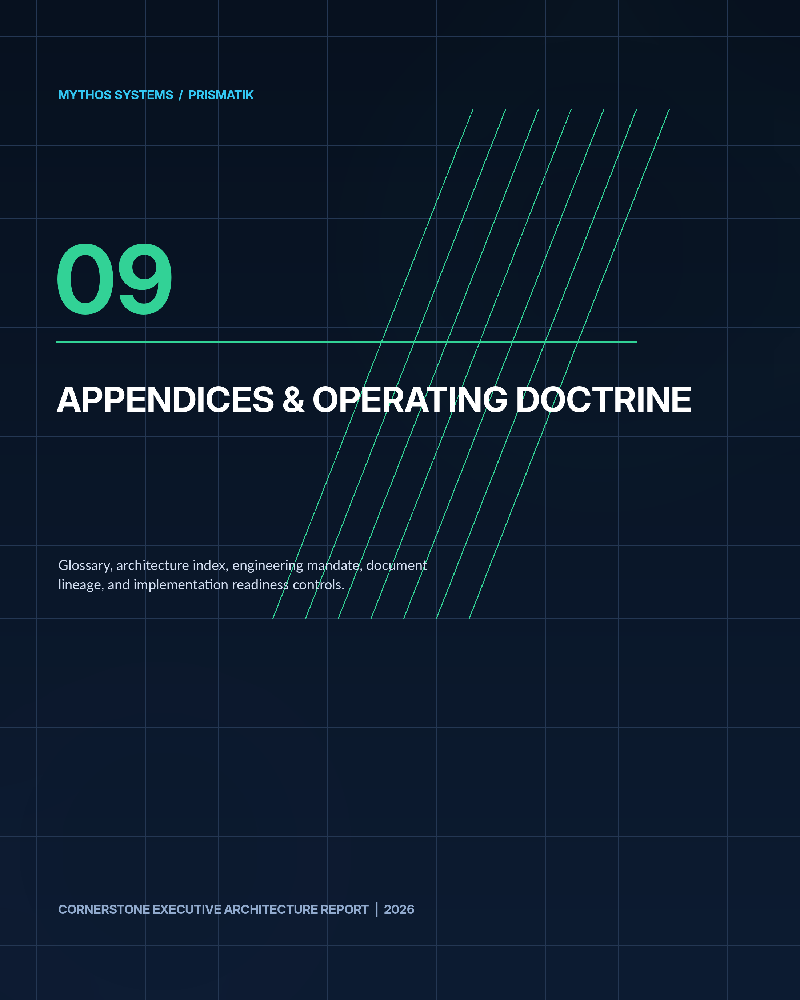 MYTHOS SYSTEMS / PRISMATIK
09
APPENDICES & OPERATING DOCTRINE
Glossary, architecture index, engineering mandate, document
lineage, and implementation readiness controls.
CORNERSTONE EXECUTIVE ARCHITECTURE REPORT | 2026